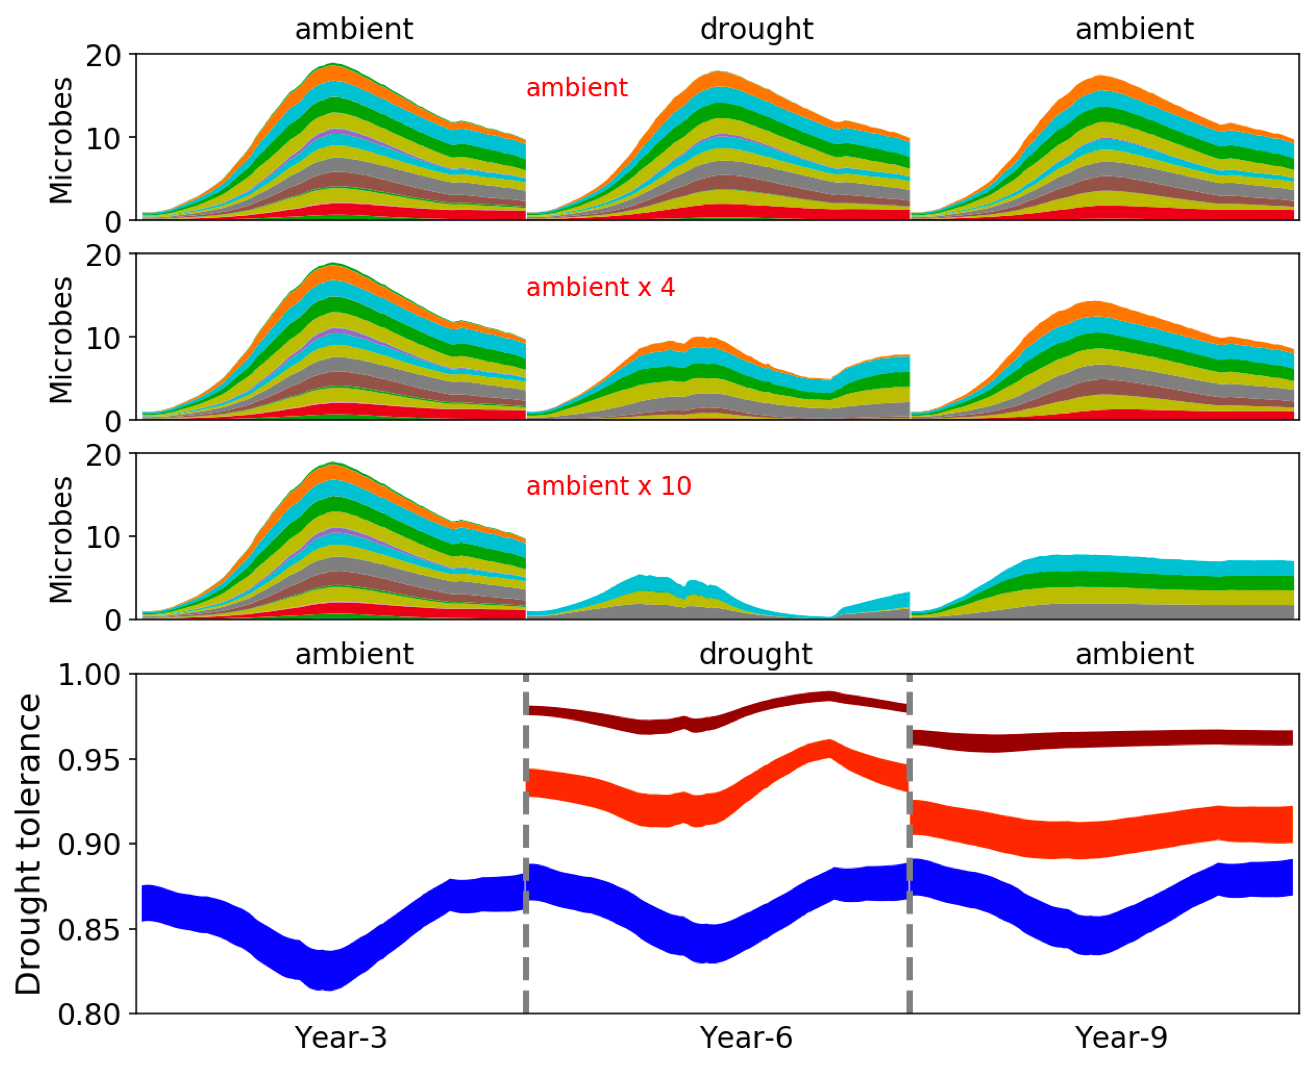 ambient drought ambient
20
10
0
Microbes
ambient
20
10
0
Microbes
ambient x 4
20
10
0
Microbes
ambient x 10
ambient drought ambient
1.00
0.95
0.90
0.85
0.80
Drought tolerance
Year-3 Year-6 Year-9